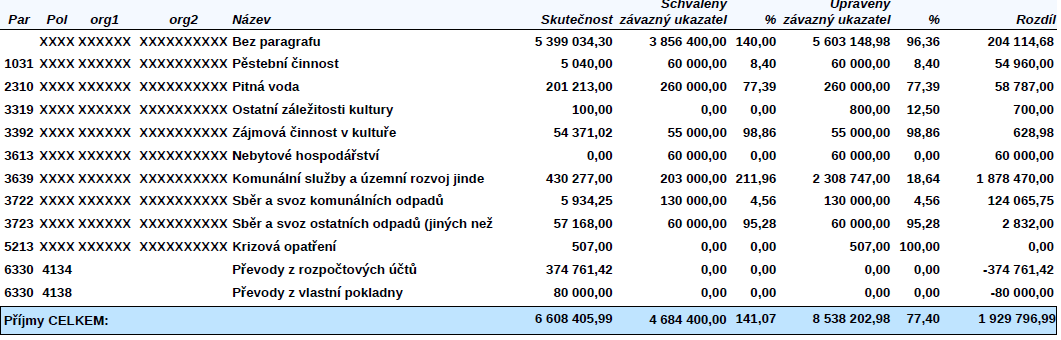 Schválený Upravený
Par Pol org1 org2 Název Skutečnost závazný ukazatel % závazný ukazatel % Rozdíl
XXXX XXXXXX XXXXXXXXXX Bez paragrafu 5 399 034,30 3 856 400,00 140,00 5 603 148,98 96,36 204 114,68
1031 XXXX XXXXXX XXXXXXXXXX Pěstební činnost 5 040,00 60 000,00 8,40 60 000,00 8,40 54 960,00
2310 XXXX XXXXXX XXXXXXXXXX Pitná voda 201 213,00 260 000,00 77,39 260 000,00 77,39 58 787,00
3319 XXXX XXXXXX XXXXXXXXXX Ostatní záležitosti kultury 100,00 0,00 0,00 800,00 12,50 700,00
3392 XXXX XXXXXX XXXXXXXXXX Zájmová činnost v kultuře 54 371,02 55 000,00 98,86 55 000,00 98,86 628,98
3613 XXXX XXXXXX XXXXXXXXXX Nebytové hospodářství 0,00 60 000,00 0,00 60 000,00 0,00 60 000,00
3639 XXXX XXXXXX XXXXXXXXXX Komunální služby a územní rozvoj jinde 430 277,00 203 000,00 211,96 2 308 747,00 18,64 1 878 470,00
3722 XXXX XXXXXX XXXXXXXXXX Sběr a svoz komunálních odpadů 5 934,25 130 000,00 4,56 130 000,00 4,56 124 065,75
3723 XXXX XXXXXX XXXXXXXXXX Sběr a svoz ostatních odpadů (jiných než 57 168,00 60 000,00 95,28 60 000,00 95,28 2 832,00
5213 XXXX XXXXXX XXXXXXXXXX Krizová opatření 507,00 0,00 0,00 507,00 100,00 0,00
6330 4134 Převody z rozpočtových účtů 374 761,42 0,00 0,00 0,00 0,00 -374 761,42
6330 4138 Převody z vlastní pokladny 80 000,00 0,00 0,00 0,00 0,00 -80 000,00
Příjmy CELKEM: 6 608 405,99 4 684 400,00 141,07 8 538 202,98 77,40 1 929 796,99